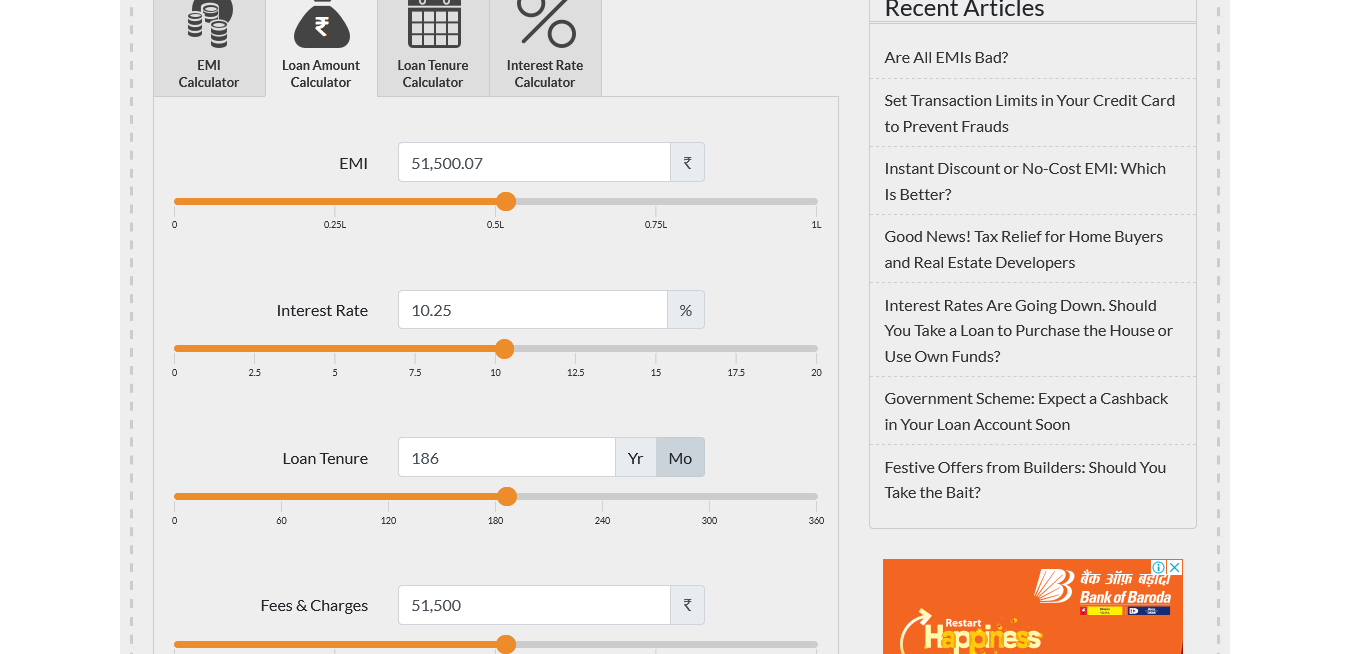 EMI
Calculator
Loan Amount
Calculator
Loan Tenure
Calculator
Interest Rate
Calculator
EMI
51,500.07
₹
0
0.25L
0.5L
0.75L
1L
Interest Rate
10.25
%
0
2.5
5
7.5
10
12.5
15
17.5
20
Loan Tenure
186
Yr
Mo
0
60
120
180
240
300
360
Fees & Charges
51,500
₹
Recent Articles
Are All EMIs Bad?
Set Transaction Limits in Your Credit Card
to Prevent Frauds
Instant Discount or No-Cost EMI: Which
Is Better?
Good News! Tax Relief for Home Buyers
and Real Estate Developers
Interest Rates Are Going Down. Should
You Take a Loan to Purchase the House or
Use Own Funds?
Government Scheme: Expect a Cashback
in Your Loan Account Soon
Festive Offers from Builders: Should You
Take the Bait?
बैंक ऑफ़ बड़ौदा
Bank of Baroda
Restart
Happiness